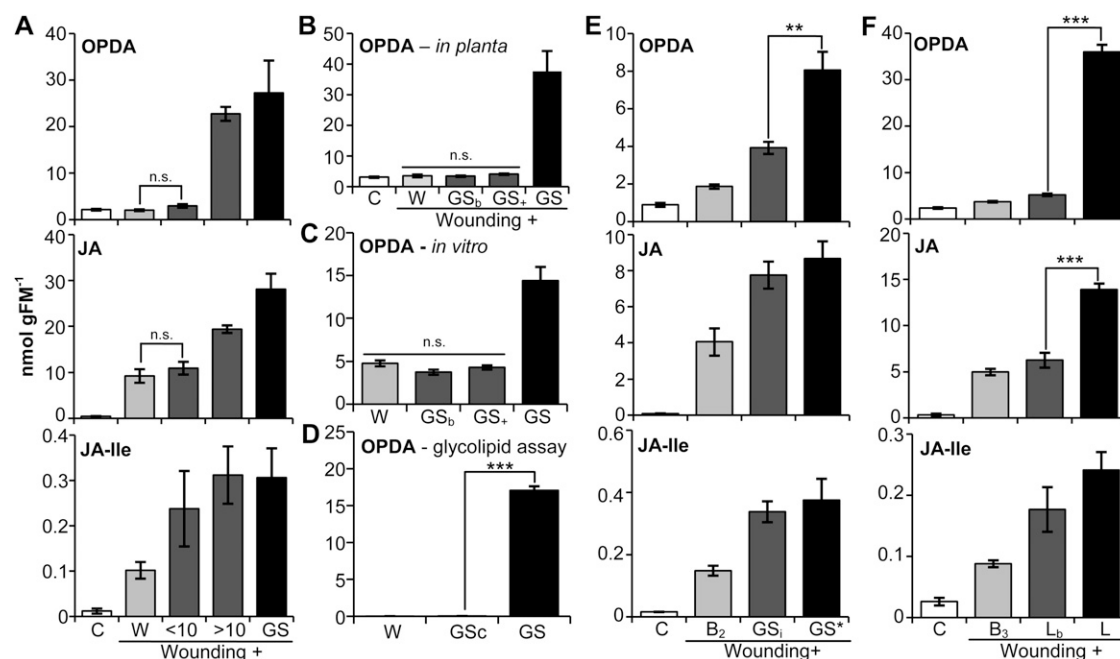 A
OPDA
40
30
20
10
0
n.s.
JA
40
30
20
10
0
n.s.
JA-Ile
0.4
0.3
0.2
0.1
0
C W <10 >10 GS
Wounding +
nmol gFM-1
B
OPDA – in planta
50
40
30
20
10
0
n.s.
C W GSb GS+ GS
Wounding +
C
OPDA - in vitro
20
15
10
5
0
n.s.
W GSb GS+ GS
D
OPDA - glycolipid assay
25
20
15
10
5
0
***
W GSc GS
E
OPDA
10
8
6
4
2
0
**
JA
10
8
6
4
2
0
JA-Ile
0.6
0.4
0.2
0
C B2 GSi GS*
Wounding+
F
OPDA
40
30
20
10
0
***
JA
20
15
10
5
0
***
JA-Ile
0.3
0.2
0.1
0
C B3 Lb L
Wounding +